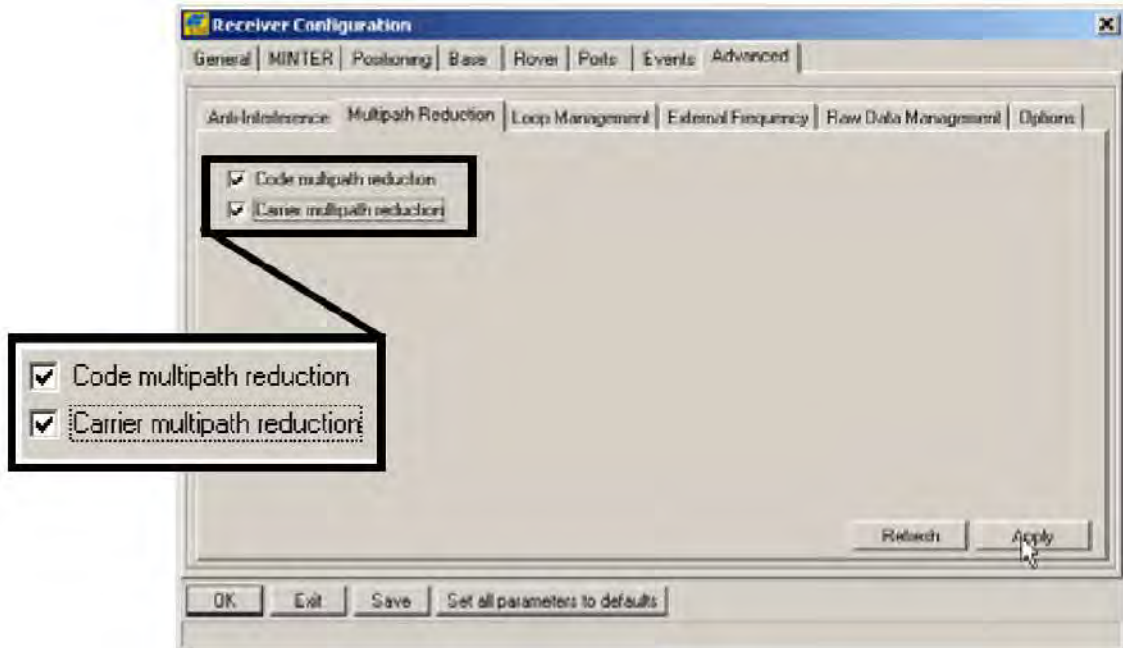 Receiver Configuration
General MINTER Positioning Base Rover Ports Events Advanced
Anti-Interference Multipath Reduction Loop Management External Frequency Raw Data Management Options
Code multipath reduction
Carrier multipath reduction
Code multipath reduction
Carrier multipath reduction
Refresh Apply
OK Exit Save Set all parameters to defaults